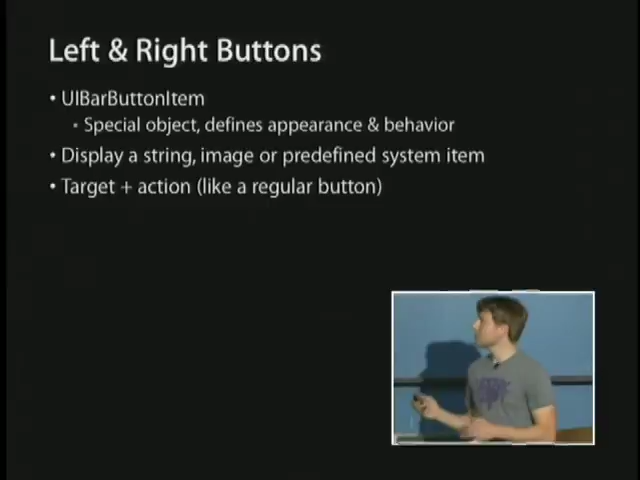 Left & Right Buttons
• UIBarButtonItem
• Special object, defines appearance & behavior
• Display a string, image or predefined system item
• Target + action (like a regular button)